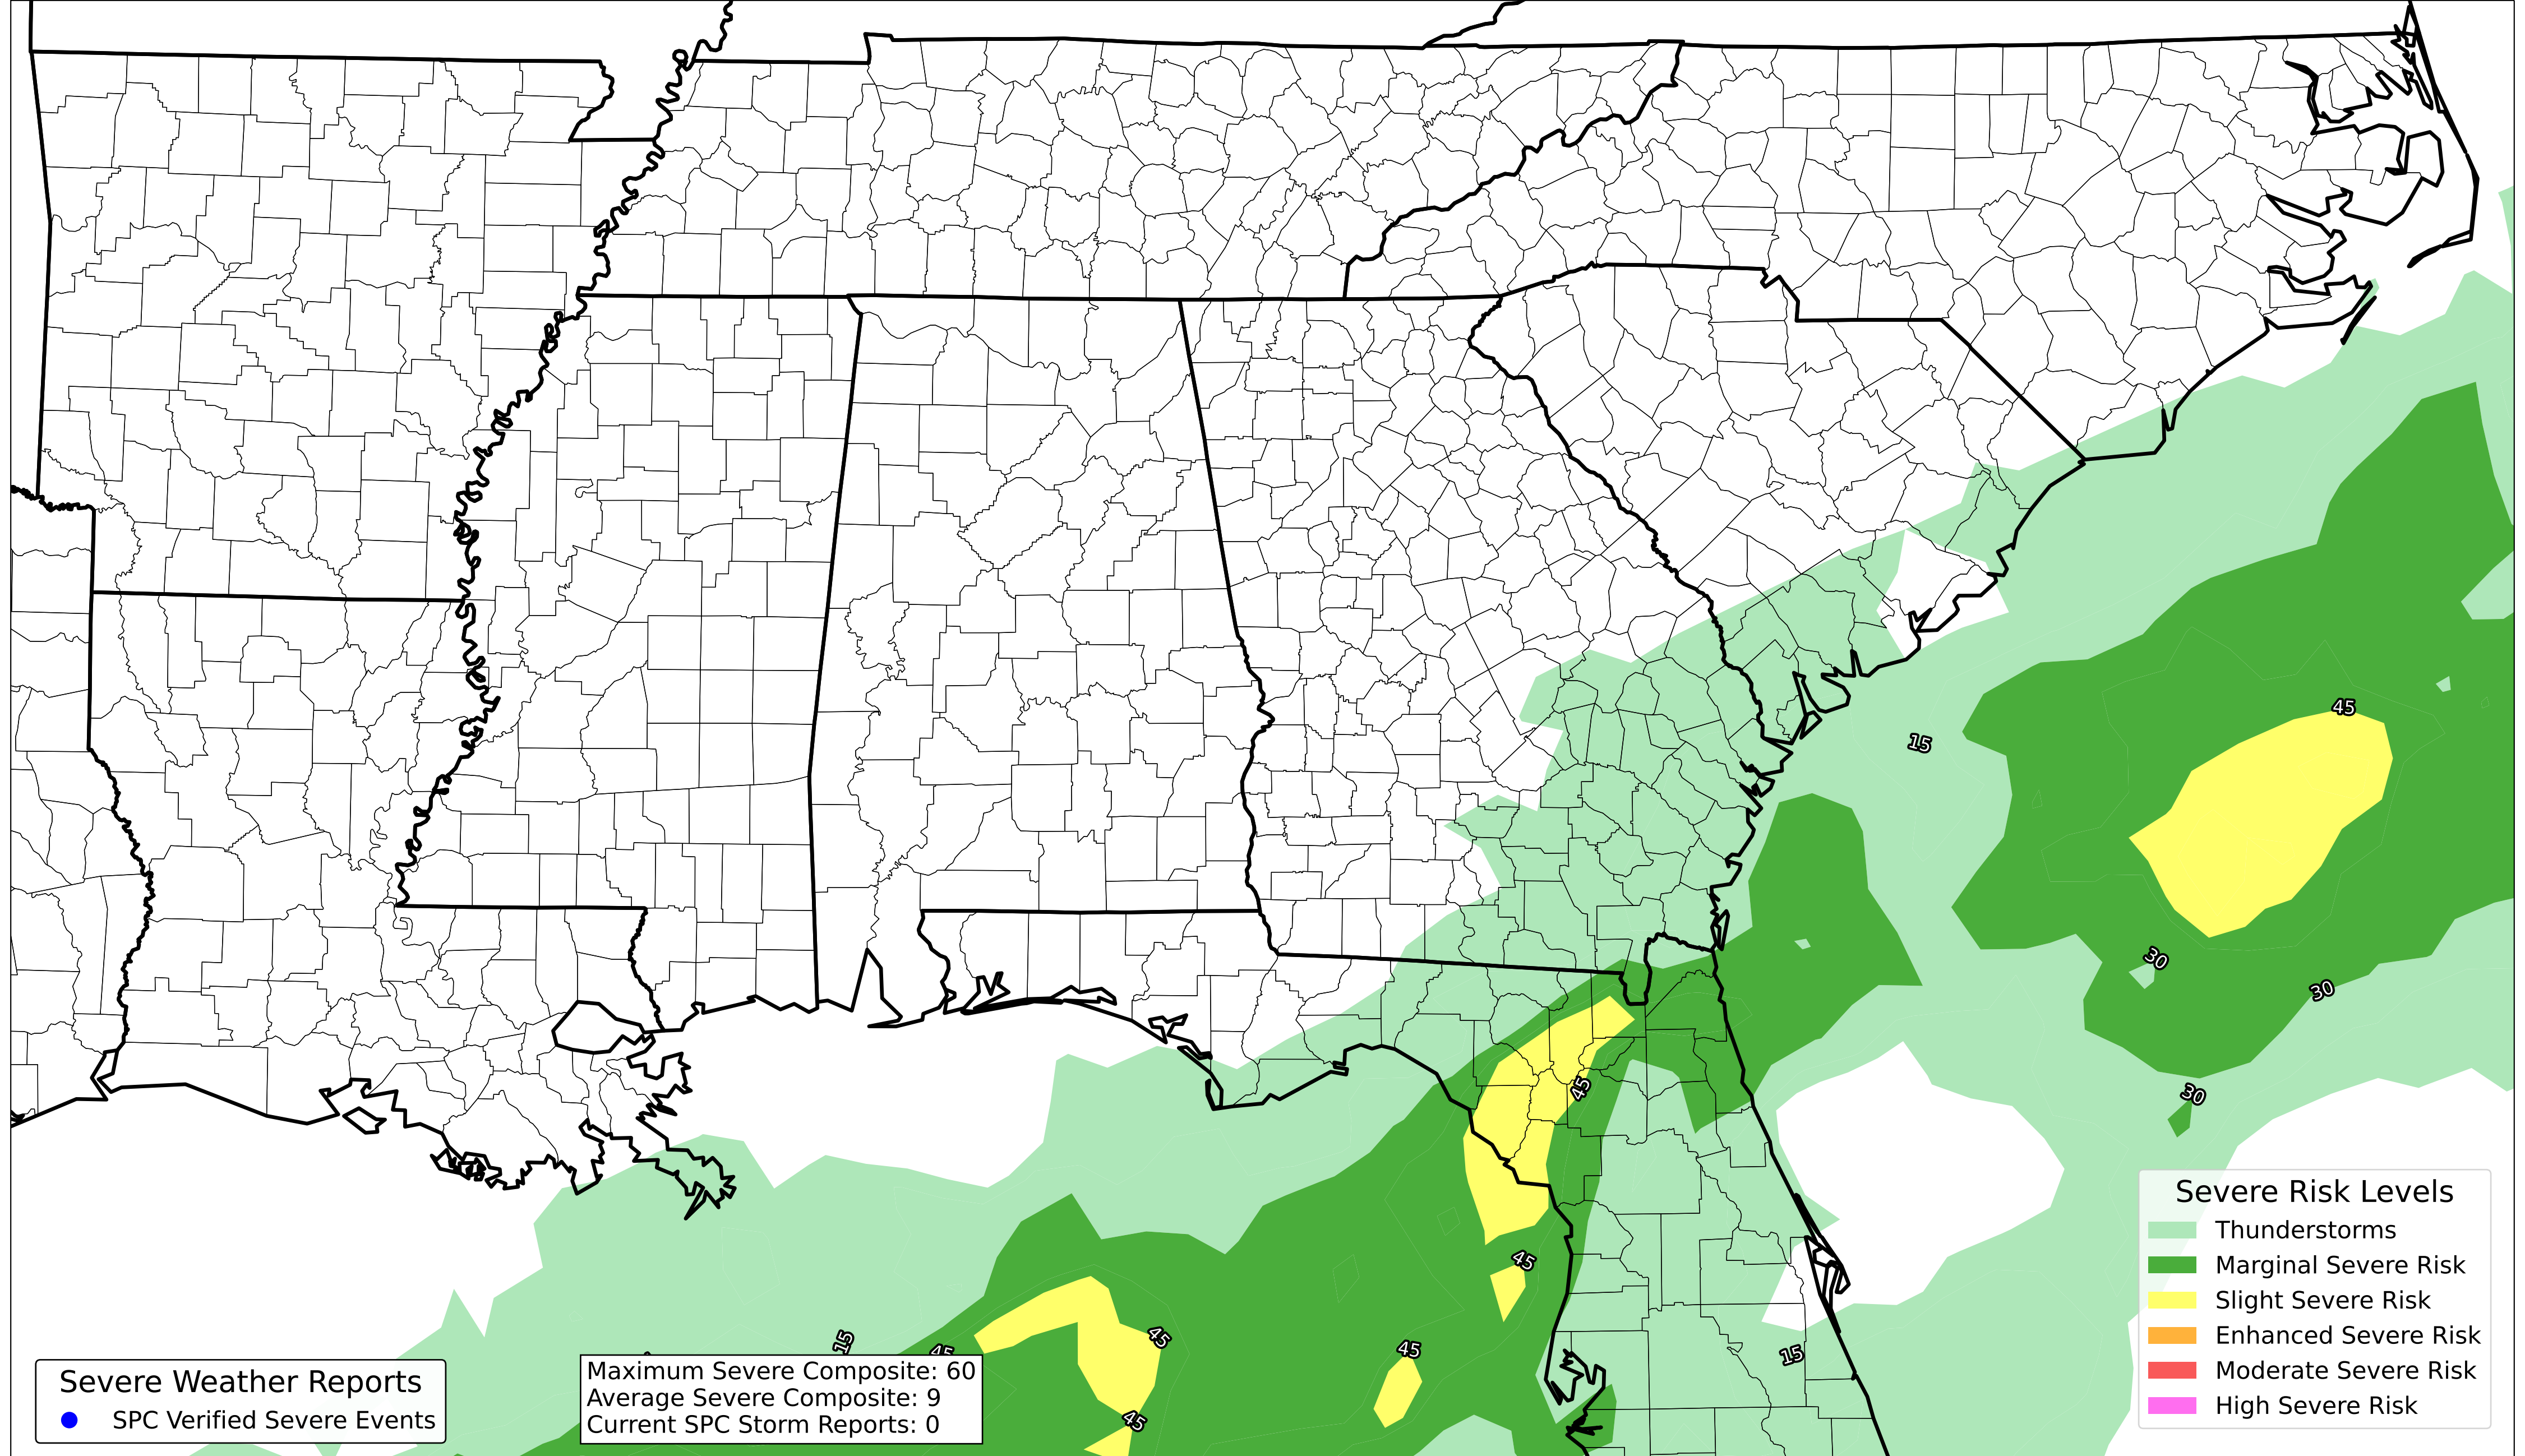 45
15
30
30
45
30
45
15
45
45
15
45
45
Severe Risk Levels
Thunderstorms
Marginal Severe Risk
Slight Severe Risk
Enhanced Severe Risk
Moderate Severe Risk
High Severe Risk
Severe Weather Reports
SPC Verified Severe Events
Maximum Severe Composite: 60
Average Severe Composite: 9
Current SPC Storm Reports: 0